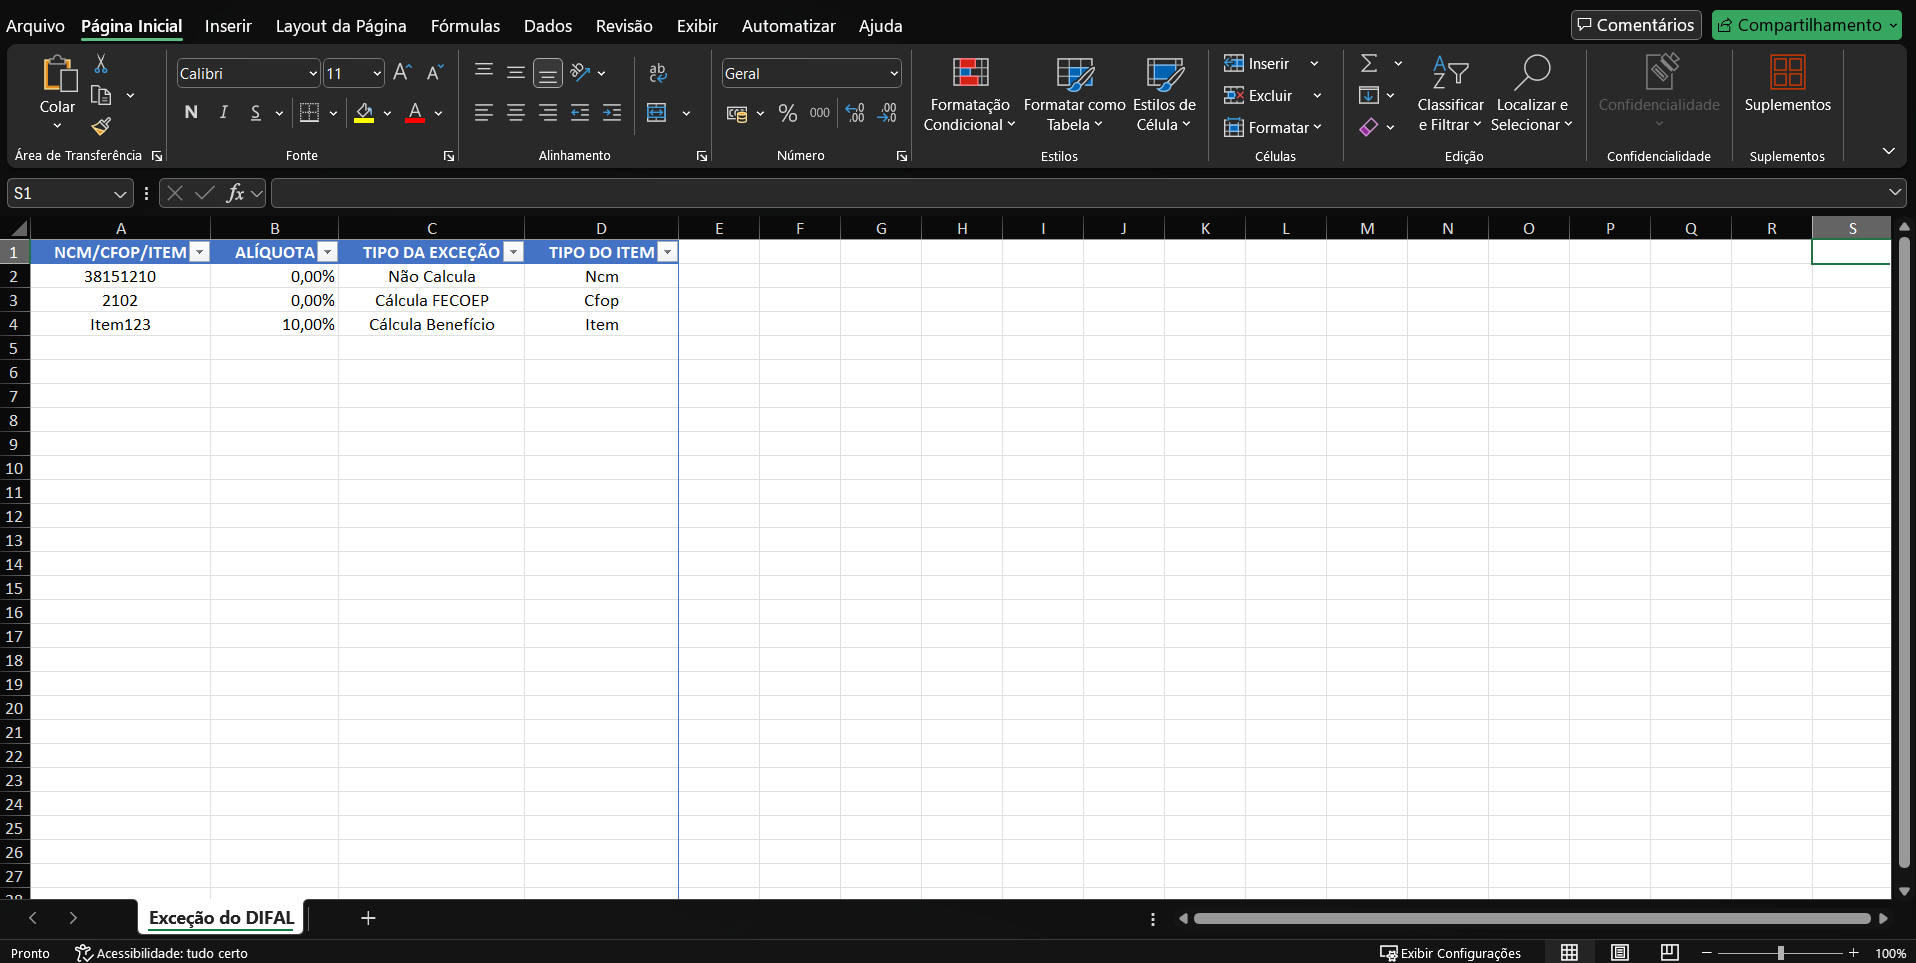 Arquivo Página Inicial Inserir Layout da Página Fórmulas Dados Revisão Exibir Automatizar Ajuda Comentários Compartilhamento
Colar
Área de Transferência
Calibri 11
N I S A
Fonte
ab
Alinhamento
Geral
% 000 ,00 ,00
Número
Formatação Condicional
Formatar como Tabela
Estilos de Célula
Estilos
Inserir
Excluir
Formatar
Células
Classificar e Filtrar
Localizar e Selecionar
Edição
Confidencialidade
Confidencialidade
Suplementos
Suplementos
S1 fx
A B C D E F G H I J K L M N O P Q R S
1 NCM/CFOP/ITEM ALÍQUOTA TIPO DA EXCEÇÃO TIPO DO ITEM
2 38151210 0,00% Não Calcula Ncm
3 2102 0,00% Cálcula FECOEP Cfop
4 Item123 10,00% Cálcula Benefício Item
5
6
7
8
9
10
11
12
13
14
15
16
17
18
19
20
21
22
23
24
25
26
27
28
Exceção do DIFAL
Pronto Acessibilidade: tudo certo Exibir Configurações 100%